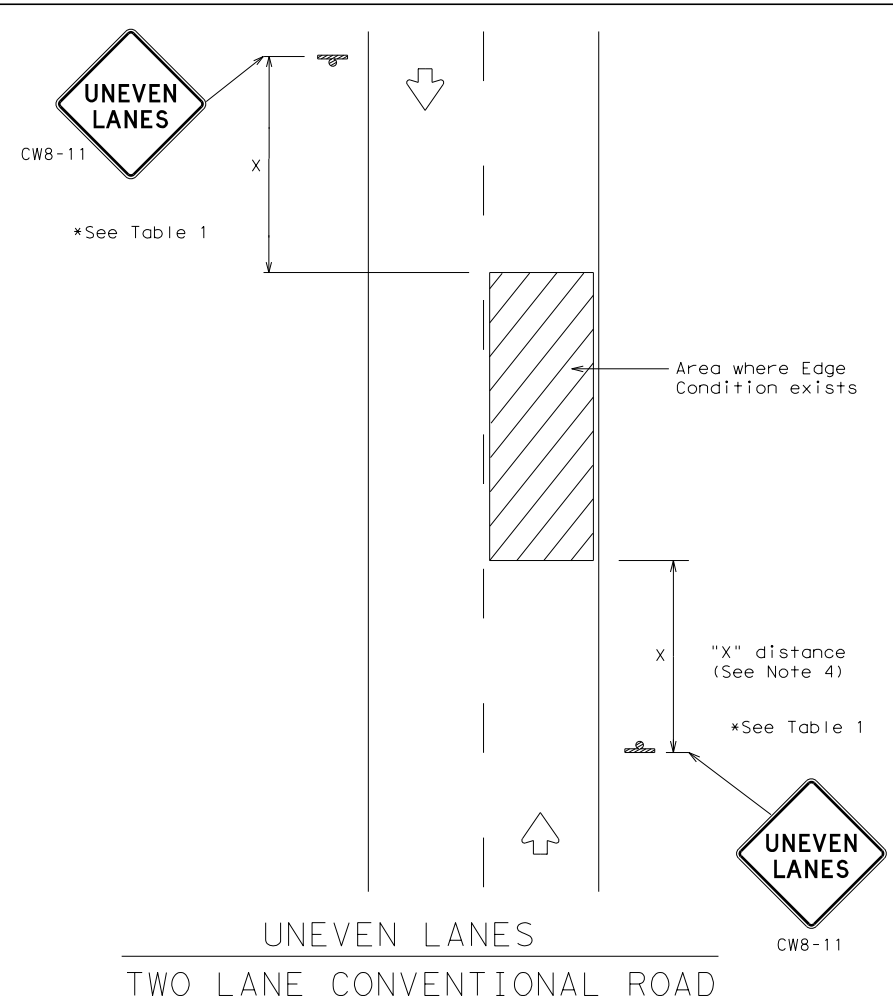 UNEVEN
LANES
CW8-11
X
*See Table 1
Area where Edge
Condition exists
X
"X" distance
(See Note 4)
*See Table 1
UNEVEN
LANES
CW8-11
UNEVEN LANES
TWO LANE CONVENTIONAL ROAD